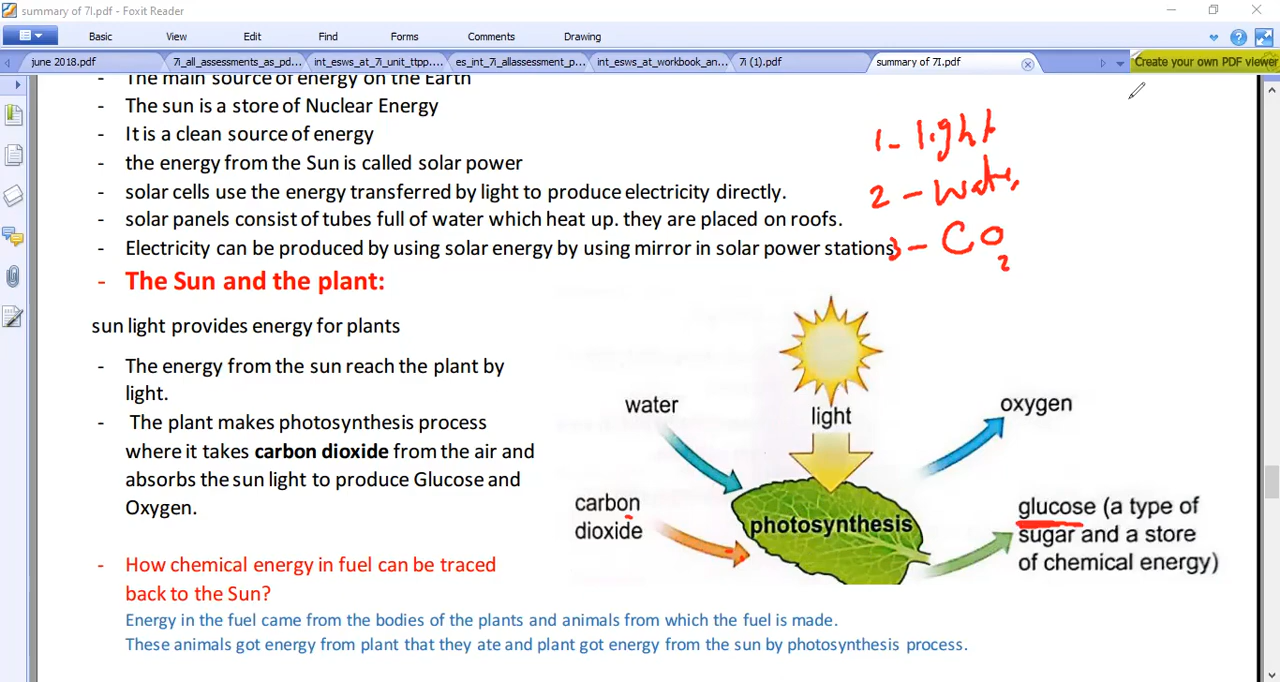 summary of 7I.pdf - Foxit Reader
Basic View Edit Find Forms Comments Drawing
june 2018.pdf 7i_all_assessments_as_pd... int_esws_at_7i_unit_ttpp.... es_int_7i_allassessment_p... int_esws_at_workbook_an... 7i (1).pdf summary of 7I.pdf Create your own PDF viewer
- The main source of energy on the Earth
- The sun is a store of Nuclear Energy
- It is a clean source of energy
- the energy from the Sun is called solar power
- solar cells use the energy transferred by light to produce electricity directly.
- solar panels consist of tubes full of water which heat up. they are placed on roofs.
- Electricity can be produced by using solar energy by using mirror in solar power stations
1- light
2 - water
3 - CO2
- The Sun and the plant:
sun light provides energy for plants
- The energy from the sun reach the plant by
light.
- The plant makes photosynthesis process
where it takes carbon dioxide from the air and
absorbs the sun light to produce Glucose and
Oxygen.
water
light
oxygen
carbon
dioxide
photosynthesis
glucose (a type of
sugar and a store
of chemical energy)
- How chemical energy in fuel can be traced
back to the Sun?
Energy in the fuel came from the bodies of the plants and animals from which the fuel is made.
These animals got energy from plant that they ate and plant got energy from the sun by photosynthesis process.